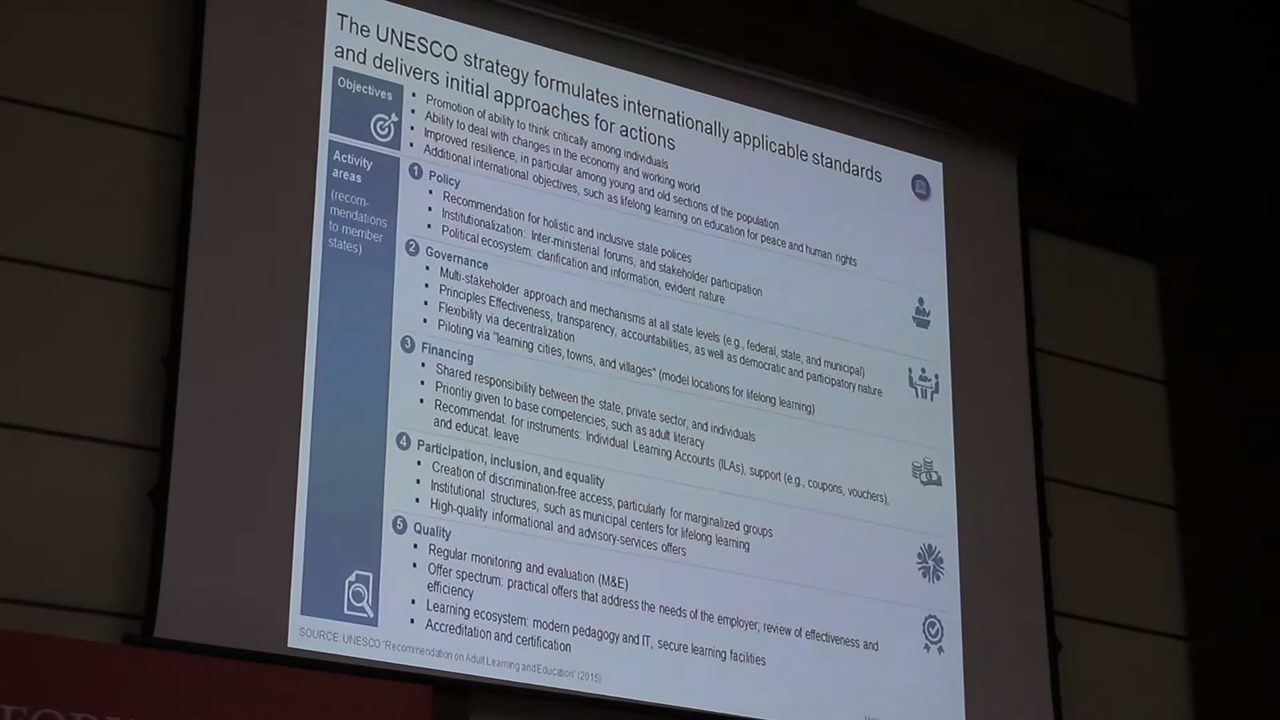 The UNESCO strategy formulates internationally applicable standards
and delivers initial approaches for actions
Objectives
▪ Promotion of ability to think critically among individuals
▪ Ability to deal with changes in the economy and working world
▪ Improved resilience, in particular among young and old sections of the population
▪ Additional international objectives, such as lifelong learning on education for peace and human rights
Activity
areas
(recom-
mendations
to member
states)
1 Policy
▪ Recommendation for holistic and inclusive state polices
▪ Institutionalization: Inter-ministerial forums, and stakeholder participation
▪ Political ecosystem: clarification and information, evident nature
2 Governance
▪ Multi-stakeholder approach and mechanisms at all state levels (e.g., federal, state, and municipal)
▪ Principles Effectiveness, transparency, accountabilities, as well as democratic and participatory nature
▪ Flexibility via decentralization
▪ Piloting via "learning cities, towns, and villages" (model locations for lifelong learning)
3 Financing
▪ Shared responsibility between the state, private sector, and individuals
▪ Prioritiy given to base competencies, such as adult literacy
▪ Recommendat. for instruments: Individual Learning Accounts (ILAs), support (e.g., coupons, vouchers),
and educat. leave
4 Participation, inclusion, and equality
▪ Creation of discrimination-free access, particularly for marginalized groups
▪ Institutional structures, such as municipal centers for lifelong learning
▪ High-quality informational and advisory-services offers
5 Quality
▪ Regular monitoring and evaluation (M&E)
▪ Offer spectrum: practical offers that address the needs of the employer; review of effectiveness and
efficiency
▪ Learning ecosystem: modern pedagogy and IT, secure learning facilities
▪ Accreditation and certification
SOURCE: UNESCO "Recommendation on Adult Learning and Education" (2015)